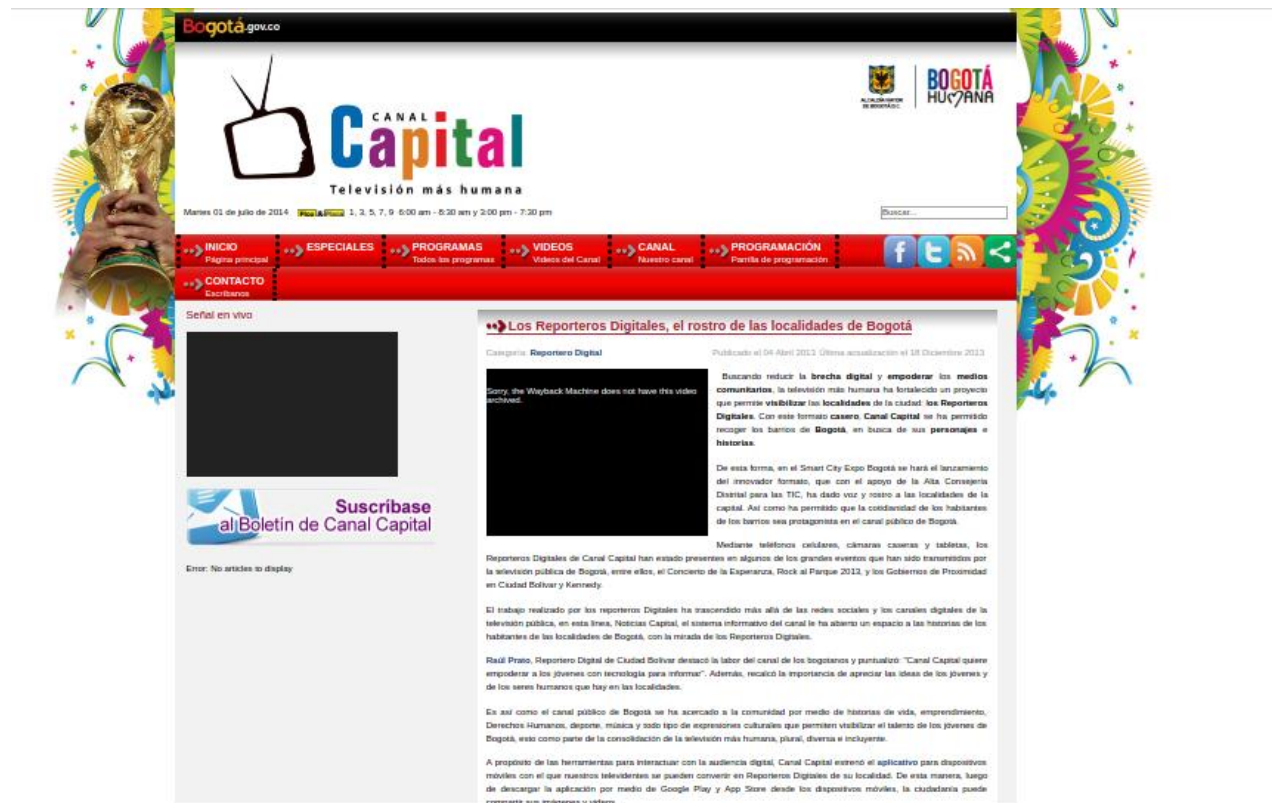 Bogotá.gov.co
ALCALDÍA MAYOR
DE BOGOTÁ D.C.
BOGOTÁ
HUMANA
CANAL
Capital
Televisión más humana
Martes 01 de julio de 2014 Pico & Placa 1, 3, 5, 7, 9 6:00 am - 8:30 am y 3:00 pm - 7:30 pm
Buscar...
INICIO
Página principal
ESPECIALES
PROGRAMAS
Todos los programas
VIDEOS
Videos del Canal
CANAL
Nuestro canal
PROGRAMACIÓN
Parrilla de programación
CONTACTO
Escríbanos
Señal en vivo
Suscríbase
al Boletín de Canal Capital
Error: No articles to display
Los Reporteros Digitales, el rostro de las localidades de Bogotá
Categoría: Reportero Digital
Publicado el 04 Abril 2013 Última actualización el 18 Diciembre 2013
Sorry, the Wayback Machine does not have this video
archived.
Buscando reducir la brecha digital y empoderar los medios
comunitarios, la televisión más humana ha fortalecido un proyecto
que permite visibilizar las localidades de la ciudad: los Reporteros
Digitales. Con este formato casero, Canal Capital se ha permitido
recoger los barrios de Bogotá, en busca de sus personajes e
historias.
De esta forma, en el Smart City Expo Bogotá se hará el lanzamiento
del innovador formato, que con el apoyo de la Alta Consejería
Distrital para las TIC, ha dado voz y rostro a las localidades de la
capital. Así como ha permitido que la cotidianidad de los habitantes
de los barrios sea protagonista en el canal público de Bogotá.
Mediante teléfonos celulares, cámaras caseras y tabletas, los
Reporteros Digitales de Canal Capital han estado presentes en algunos de los grandes eventos que han sido transmitidos por
la televisión pública de Bogotá, entre ellos, el Concierto de la Esperanza, Rock al Parque 2013, y los Gobiernos de Proximidad
en Ciudad Bolívar y Kennedy.
El trabajo realizado por los reporteros Digitales ha trascendido más allá de las redes sociales y los canales digitales de la
televisión pública, en esta línea, Noticias Capital, el sistema informativo del canal le ha abierto un espacio a las historias de los
habitantes de las localidades de Bogotá, con la mirada de los Reporteros Digitales.
Raúl Prato, Reportero Digital de Ciudad Bolívar destacó la labor del canal de los bogotanos y puntualizó: "Canal Capital quiere
empoderar a los jóvenes con tecnología para informar". Además, recalcó la importancia de apreciar las ideas de los jóvenes y
de los seres humanos que hay en las localidades.
Es así como el canal público de Bogotá se ha acercado a la comunidad por medio de historias de vida, emprendimiento,
Derechos Humanos, deporte, música y todo tipo de expresiones culturales que permiten visibilizar el talento de los jóvenes de
Bogotá, esto como parte de la consolidación de la televisión más humana, plural, diversa e incluyente.
A propósito de las herramientas para interactuar con la audiencia digital, Canal Capital estrenó el aplicativo para dispositivos
móviles con el que nuestros televidentes se pueden convertir en Reporteros Digitales de su localidad. De esta manera, luego
de descargar la aplicación por medio de Google Play y App Store desde los dispositivos móviles, la ciudadanía puede
compartir sus imágenes y videos.